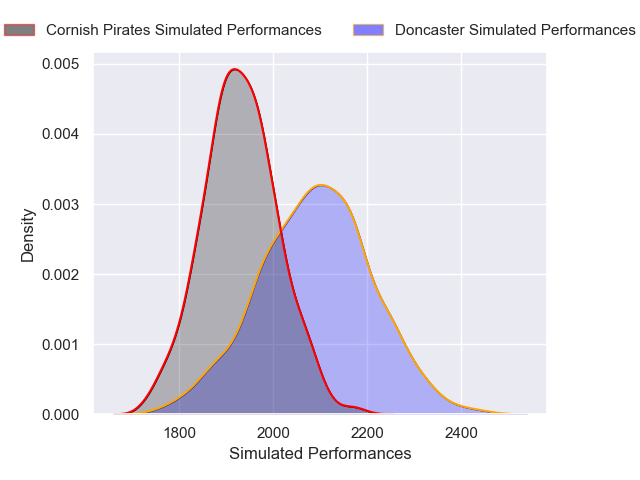 Cornish Pirates Simulated Performances
Doncaster Simulated Performances
0.005
0.004
0.003
0.002
0.001
0.000
Density
1800 2000 2200 2400
Simulated Performances